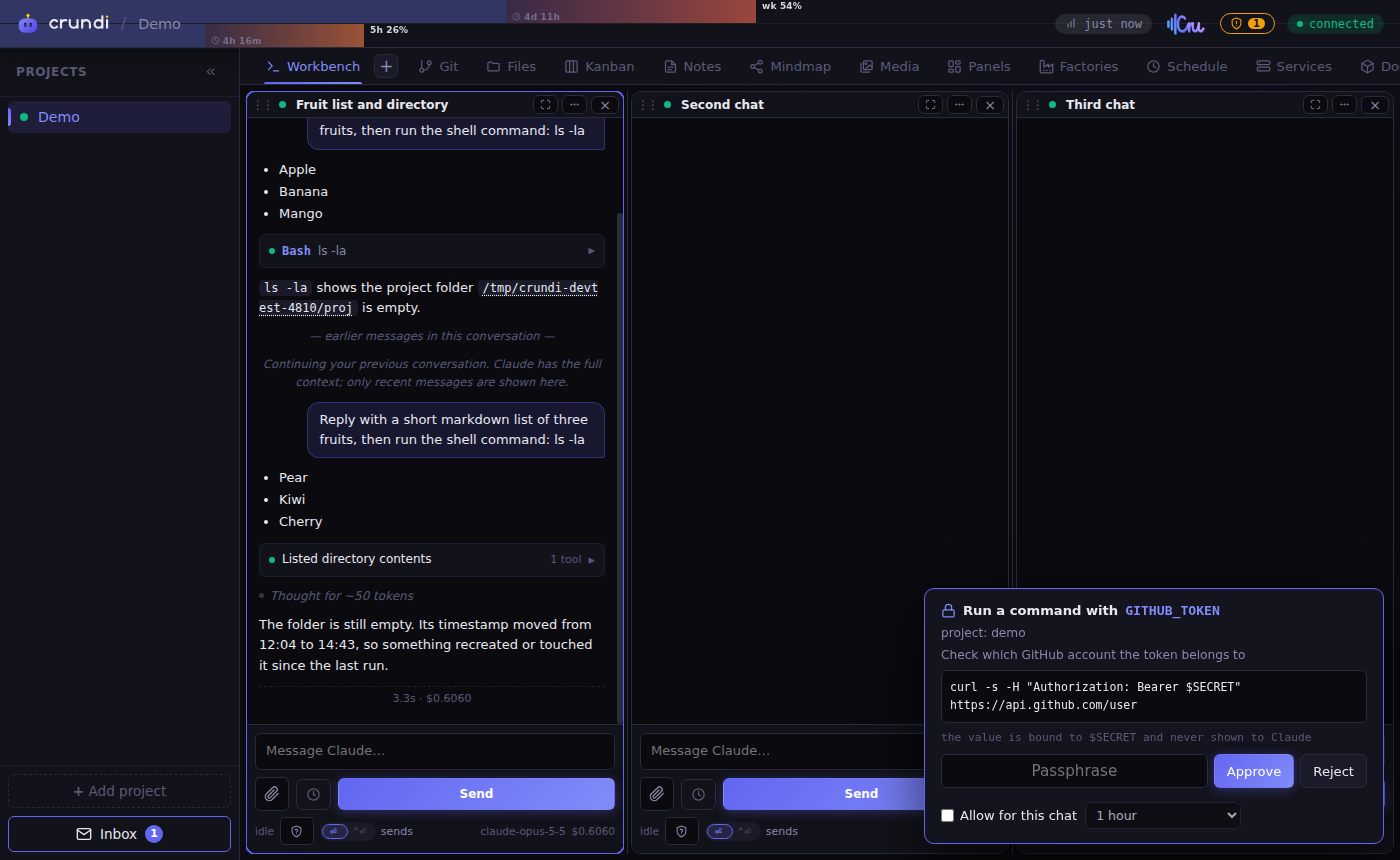 crundi / Demo
4h 16m
5h 26%
4d 11h
wk 54%
just now
Cru
1
connected
PROJECTS «
Demo
+ Add project
Inbox 1
Workbench
+
Git
Files
Kanban
Notes
Mindmap
Media
Panels
Factories
Schedule
Services
Do
Fruit list and directory
fruits, then run the shell command: ls -la
• Apple
• Banana
• Mango
Bash ls -la
ls -la shows the project folder /tmp/crundi-devt
est-4810/proj is empty.
— earlier messages in this conversation —
Continuing your previous conversation. Claude has the full
context; only recent messages are shown here.
Reply with a short markdown list of three
fruits, then run the shell command: ls -la
• Pear
• Kiwi
• Cherry
Listed directory contents 1 tool
Thought for ~50 tokens
The folder is still empty. Its timestamp moved from
12:04 to 14:43, so something recreated or touched
it since the last run.
3.3s · $0.6060
Message Claude…
Send
idle
sends
claude-opus-5-5 $0.6060
Second chat
Message Claude…
Send
idle
sends
Third chat
Run a command with GITHUB_TOKEN
project: demo
Check which GitHub account the token belongs to
curl -s -H "Authorization: Bearer $SECRET"
https://api.github.com/user
the value is bound to $SECRET and never shown to Claude
Passphrase
Approve
Reject
Allow for this chat
1 hour